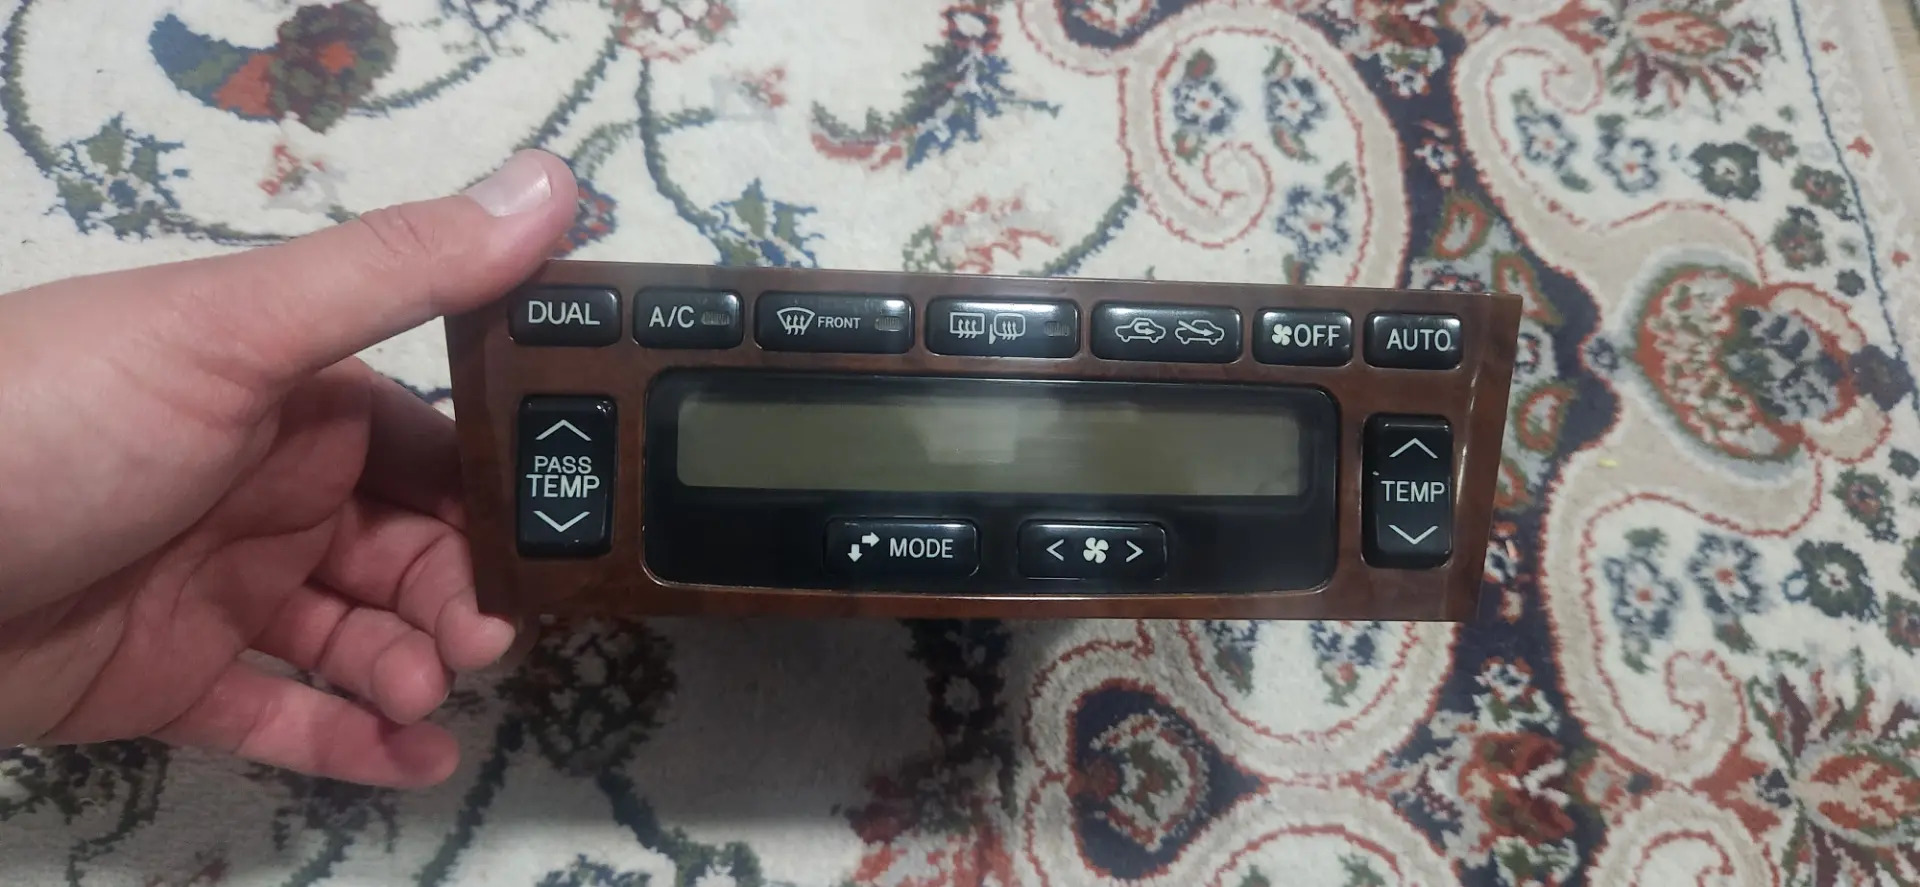 DUAL
A/C
FRONT
OFF
AUTO
PASS
TEMP
TEMP
MODE